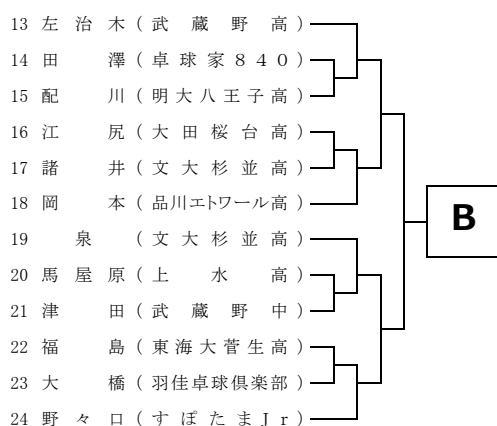 13 左治木 (武蔵野高)
14 田澤 (卓球家840)
15 配川 (明大八王子高)
16 江尻 (大田桜台高)
17 諸井 (文大杉並高)
18 岡本 (品川エトワール高)
19 泉 (文大杉並高)
20 馬屋原 (上水高)
21 津田 (武蔵野中)
22 福島 (東海大菅生高)
23 大橋 (羽佳卓球倶楽部)
24 野々口 (すぽたまJr)
B